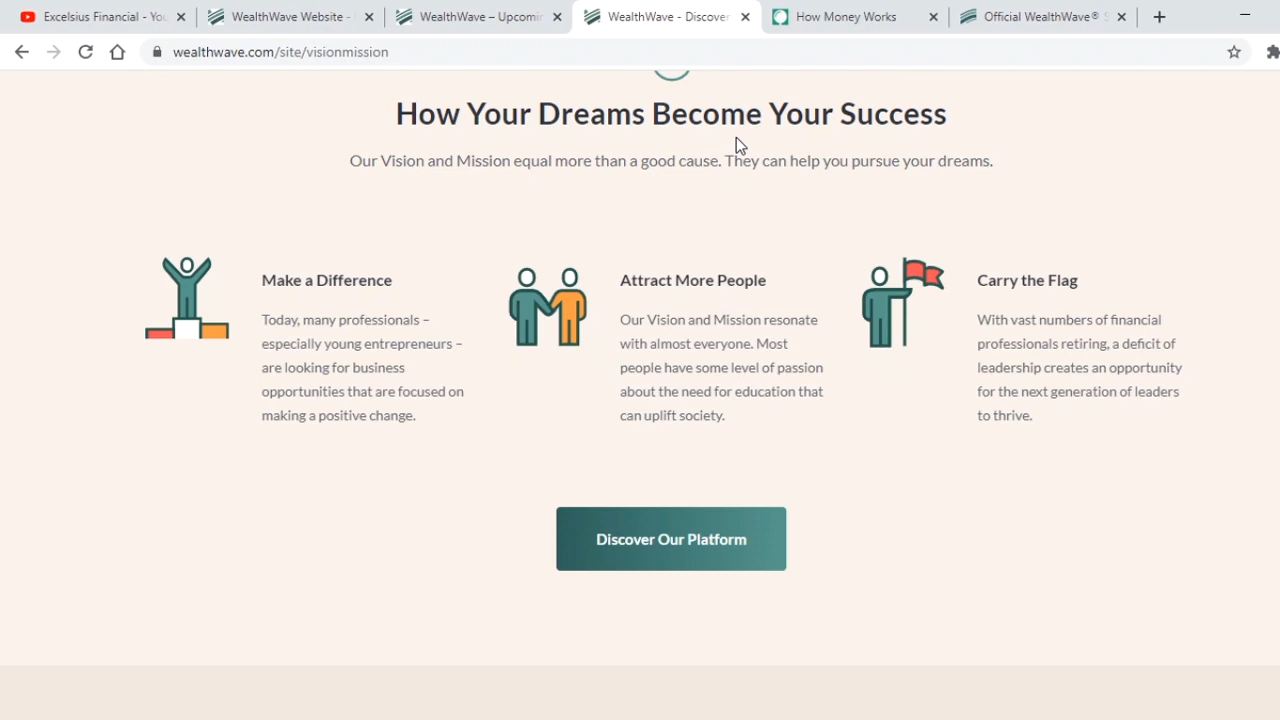 Excelsius Financial - You
WealthWave Website -
WealthWave – Upcomin
WealthWave - Discover
How Money Works
Official WealthWave®
wealthwave.com/site/visionmission
How Your Dreams Become Your Success
Our Vision and Mission equal more than a good cause. They can help you pursue your dreams.
Make a Difference
Today, many professionals –
especially young entrepreneurs –
are looking for business
opportunities that are focused on
making a positive change.
Attract More People
Our Vision and Mission resonate
with almost everyone. Most
people have some level of passion
about the need for education that
can uplift society.
Carry the Flag
With vast numbers of financial
professionals retiring, a deficit of
leadership creates an opportunity
for the next generation of leaders
to thrive.
Discover Our Platform